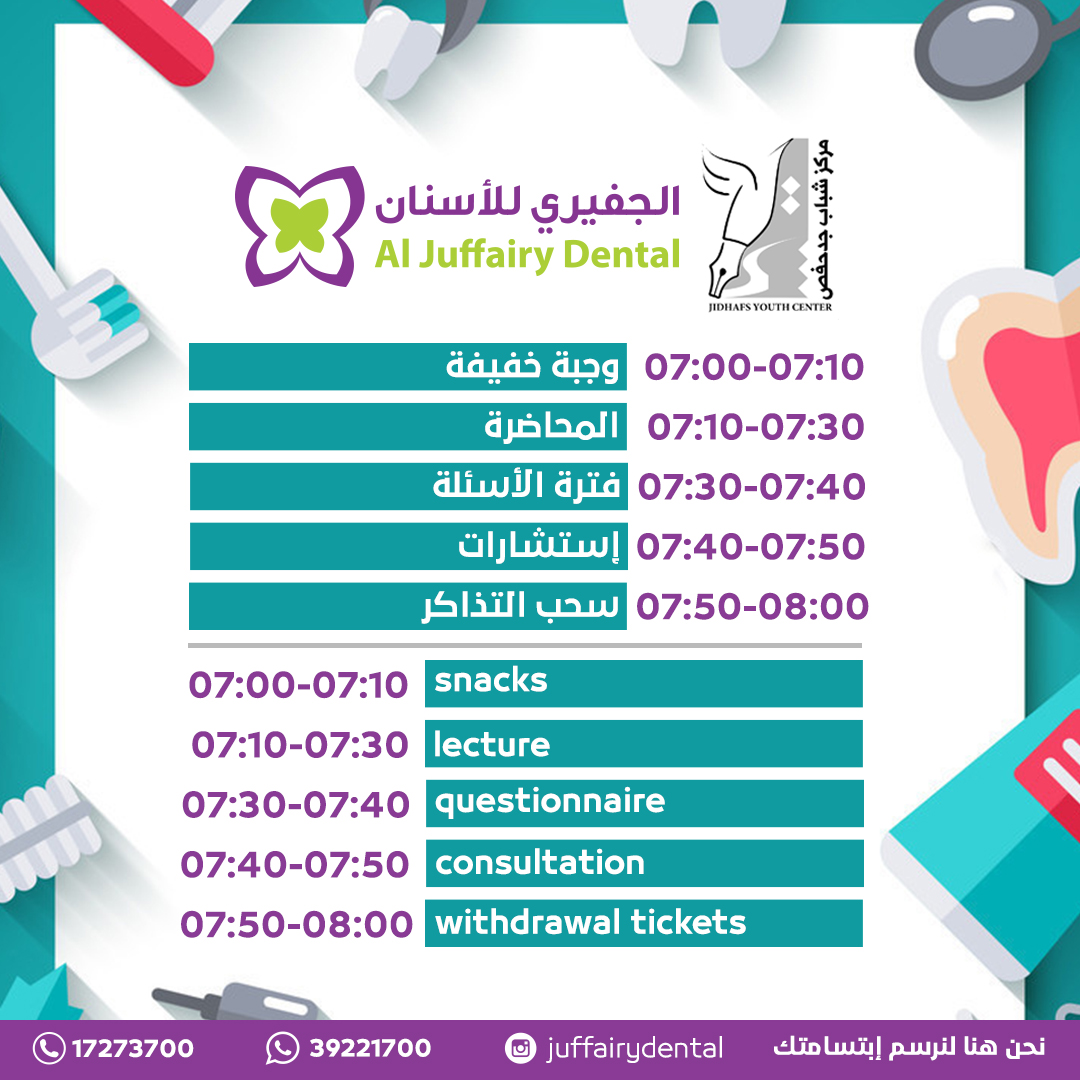 الجفيري للأسنان
Al Juffairy Dental
مركز شباب جدحفص
JIDHAFS YOUTH CENTER
وجبة خفيفة 07:00-07:10
المحاضرة 07:10-07:30
فترة الأسئلة 07:30-07:40
إستشارات 07:40-07:50
سحب التذاكر 07:50-08:00
07:00-07:10 snacks
07:10-07:30 lecture
07:30-07:40 questionnaire
07:40-07:50 consultation
07:50-08:00 withdrawal tickets
17273700 39221700 juffairydental نحن هنا لنرسم إبتسامتك